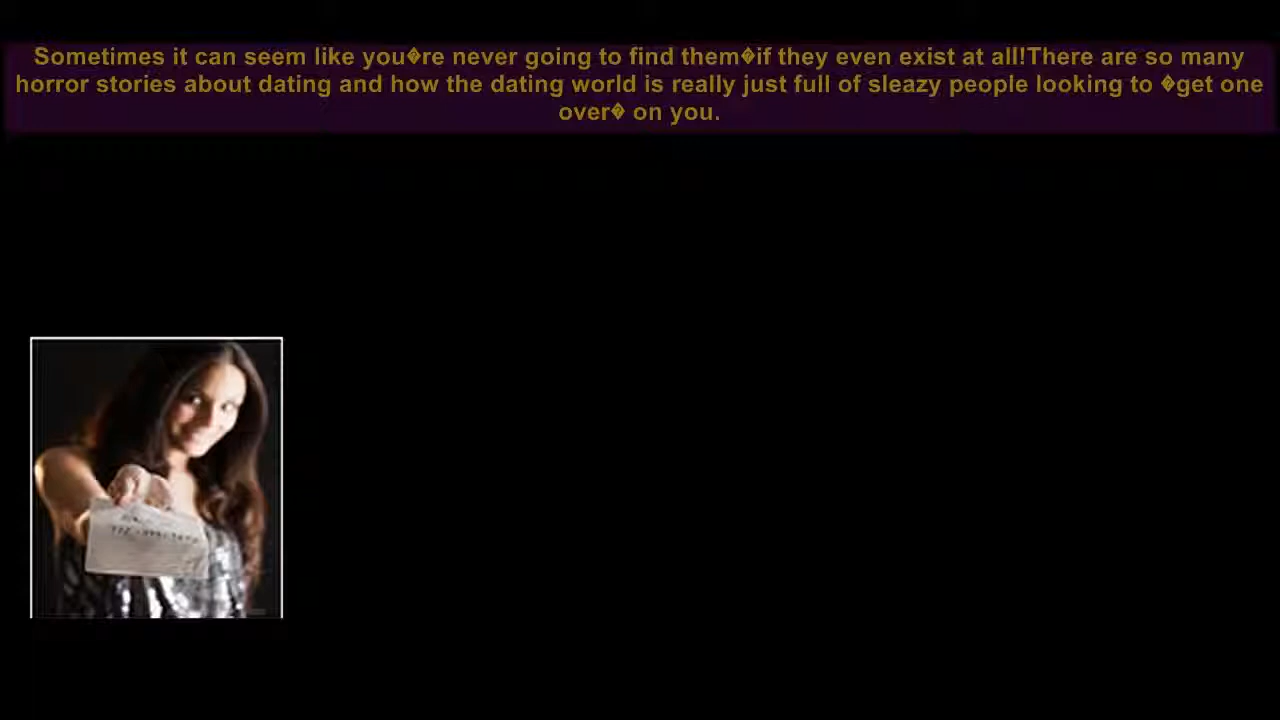 Sometimes it can seem like you�re never going to find them�if they even exist at all!There are so many
horror stories about dating and how the dating world is really just full of sleazy people looking to �get one
over� on you.